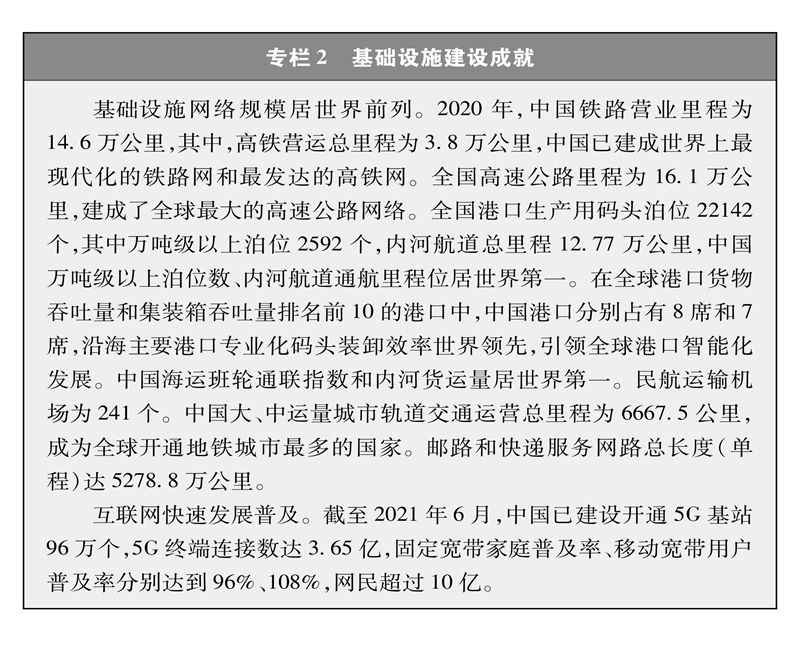 专栏 2 基础设施建设成就
基础设施网络规模居世界前列。2020 年,中国铁路营业里程为
14.6 万公里,其中,高铁营运总里程为 3.8 万公里,中国已建成世界上最
现代化的铁路网和最发达的高铁网。全国高速公路里程为 16.1 万公
里,建成了全球最大的高速公路网络。全国港口生产用码头泊位 22142
个,其中万吨级以上泊位 2592 个,内河航道总里程 12.77 万公里,中国
万吨级以上泊位数、内河航道通航里程位居世界第一。在全球港口货物
吞吐量和集装箱吞吐量排名前 10 的港口中,中国港口分别占有 8 席和 7
席,沿海主要港口专业化码头装卸效率世界领先,引领全球港口智能化
发展。中国海运班轮通联指数和内河货运量居世界第一。民航运输机
场为 241 个。中国大、中运量城市轨道交通运营总里程为 6667.5 公里,
成为全球开通地铁城市最多的国家。邮路和快递服务网路总长度(单
程)达 5278.8 万公里。
互联网快速发展普及。截至 2021 年 6 月,中国已建设开通 5G 基站
96 万个,5G 终端连接数达 3.65 亿,固定宽带家庭普及率、移动宽带用户
普及率分别达到 96%、108%,网民超过 10 亿。